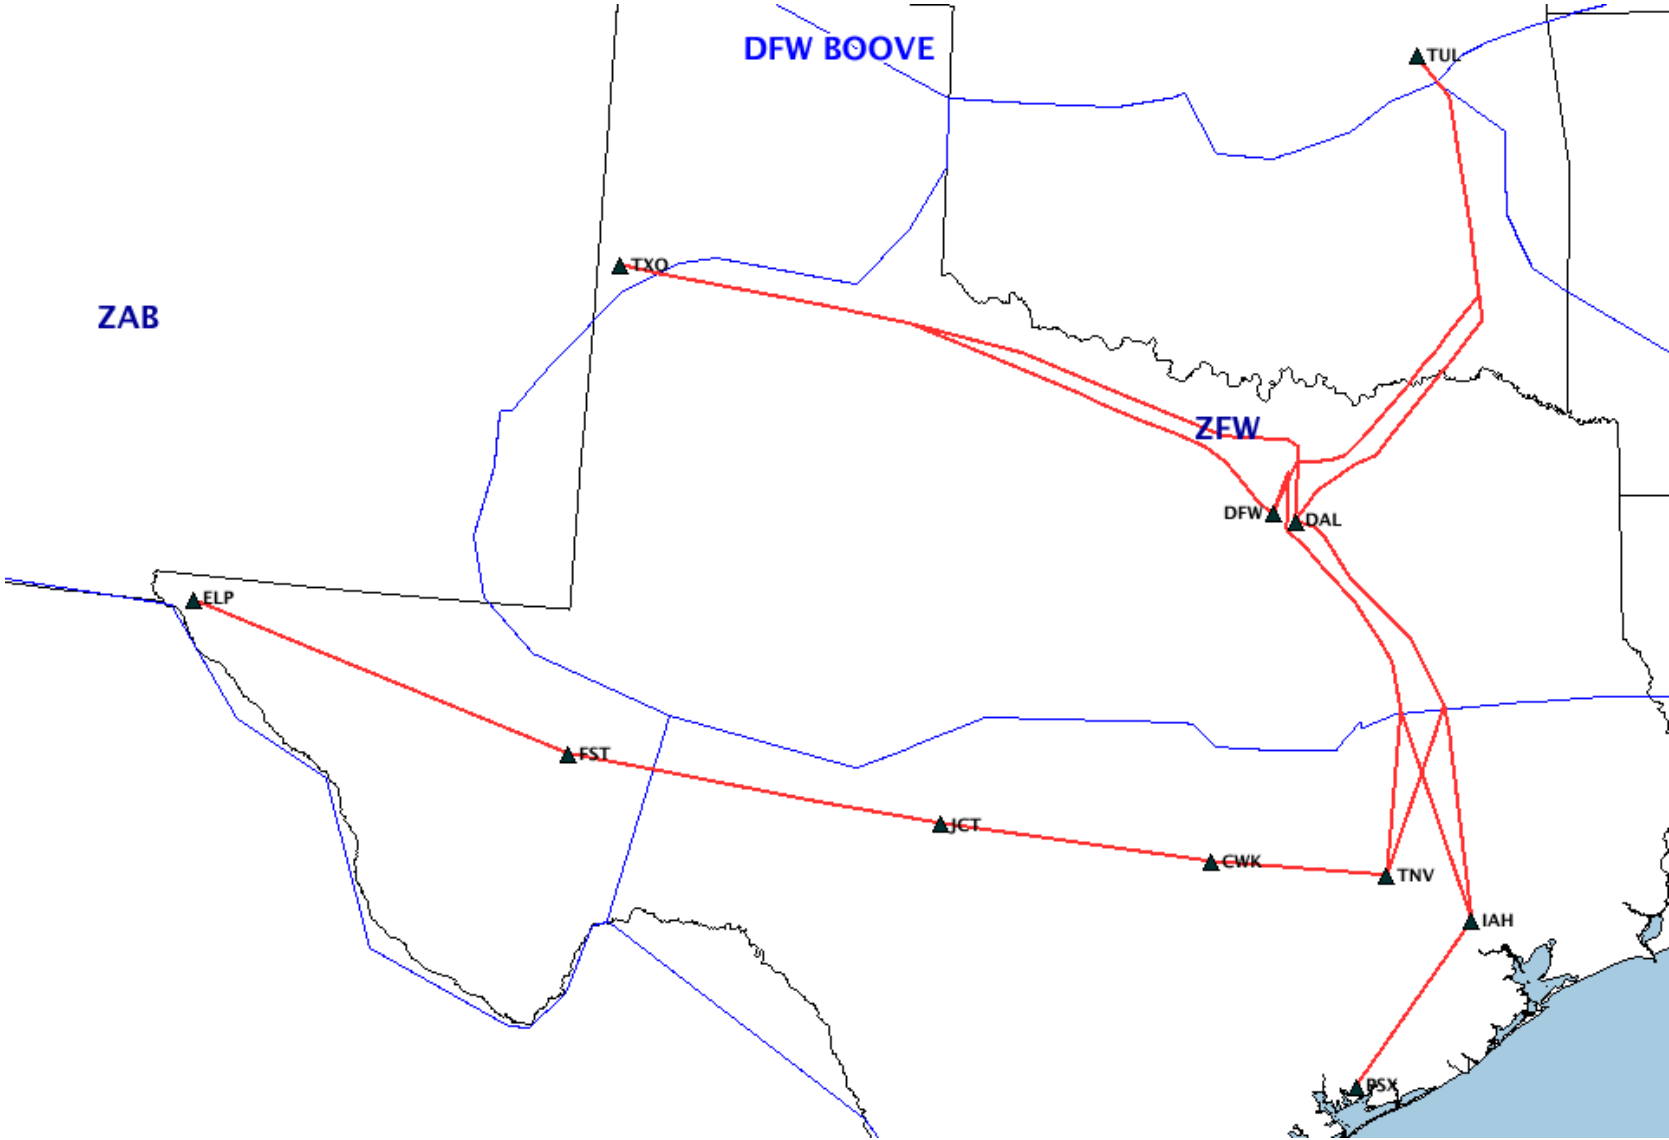 DFW BOOVE
TUL
TXO
ZAB
ZFW
DFW
DAL
ELP
FST
JCT
CWK
TNV
IAH
PSX